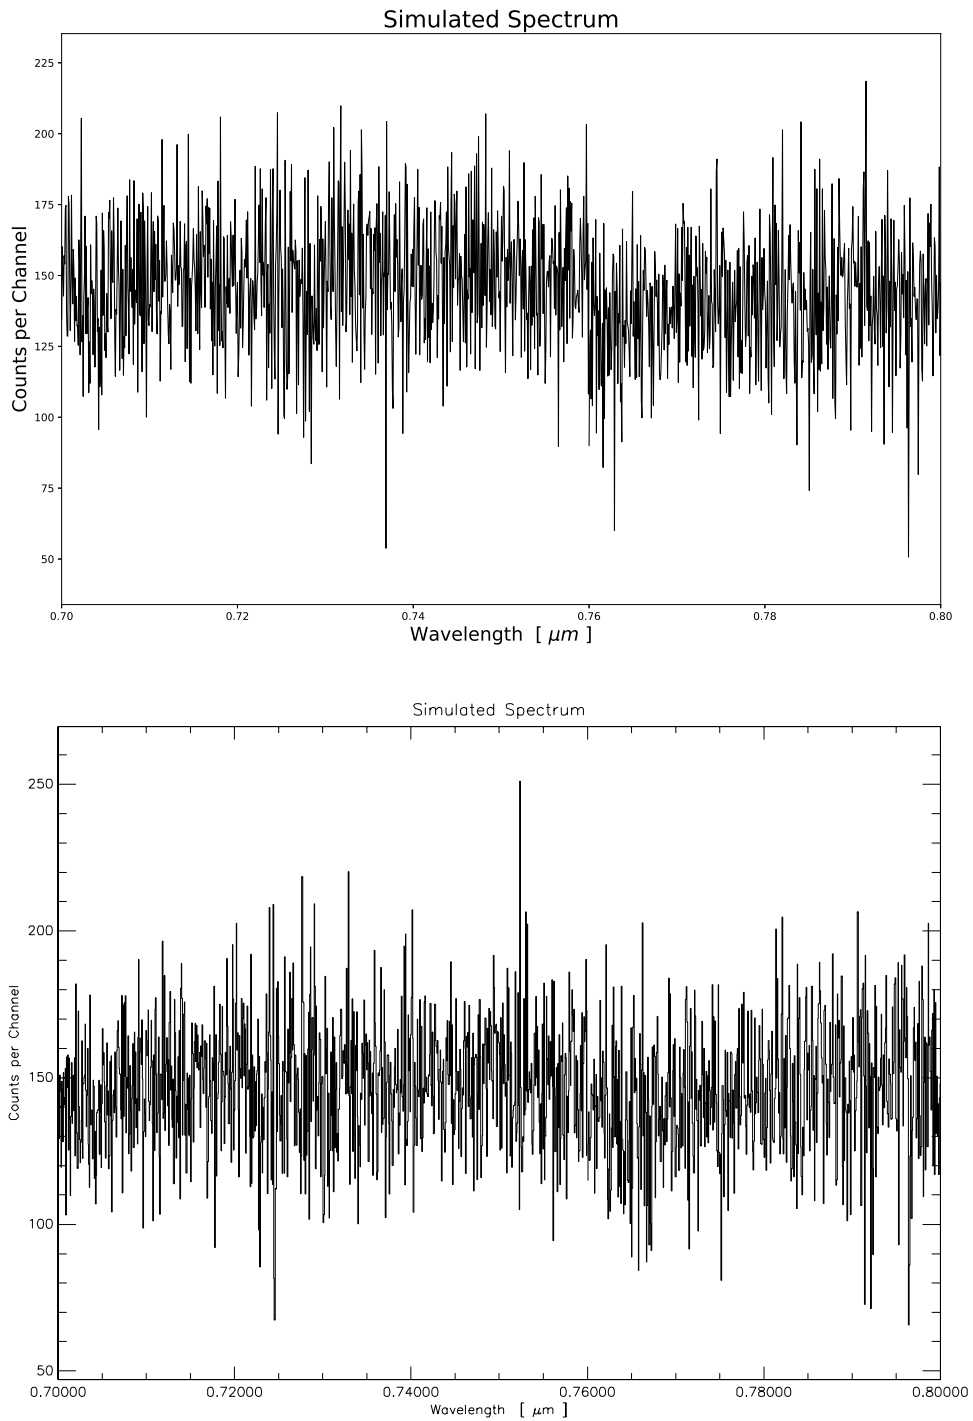 Simulated Spectrum
225
200
175
150
125
100
75
50
Counts per Channel
0.70 0.72 0.74 0.76 0.78 0.80
Wavelength [ μm ]
Simulated Spectrum
250
200
150
100
50
Counts per Channel
0.70000 0.72000 0.74000 0.76000 0.78000 0.80000
Wavelength [ μm ]